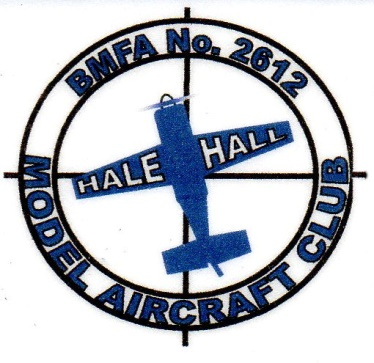 BMFA No. 2612
HALE HALL
MODEL AIRCRAFT CLUB